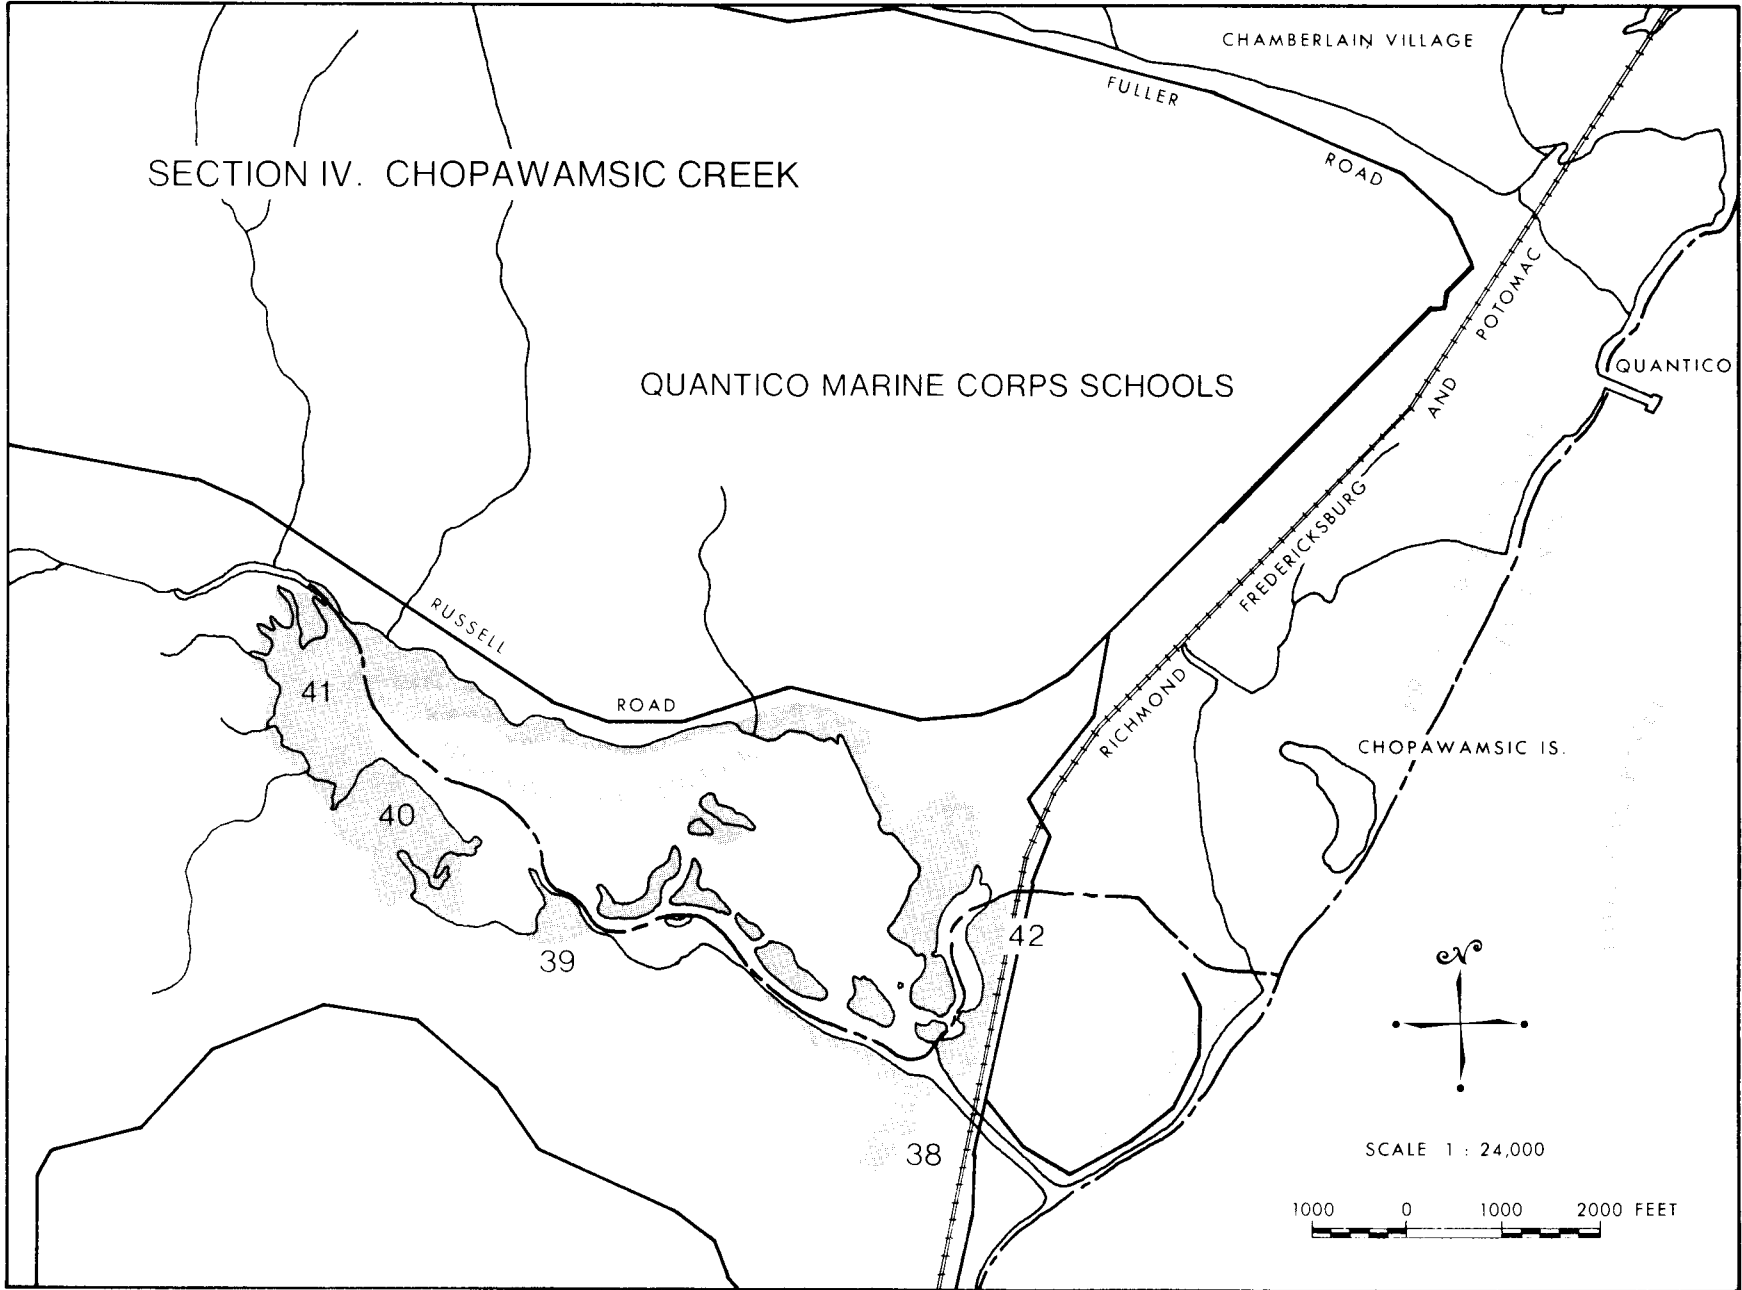 CHAMBERLAIN VILLAGE
FULLER
ROAD
SECTION IV. CHOPAWAMSIC CREEK
QUANTICO MARINE CORPS SCHOOLS
QUANTICO
RICHMOND FREDERICKSBURG AND POTOMAC
RUSSELL
ROAD
41
40
39
42
38
CHOPAWAMSIC IS.
N
SCALE 1 : 24,000
1000 0 1000 2000 FEET